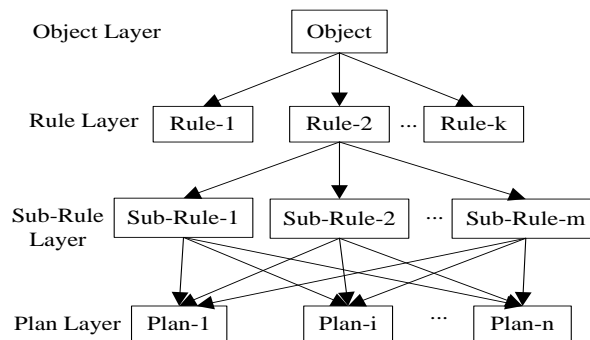 Object Layer
Object
Rule Layer
Rule-1
Rule-2
...
Rule-k
Sub-Rule
Layer
Sub-Rule-1
Sub-Rule-2
...
Sub-Rule-m
Plan Layer
Plan-1
Plan-i
...
Plan-n